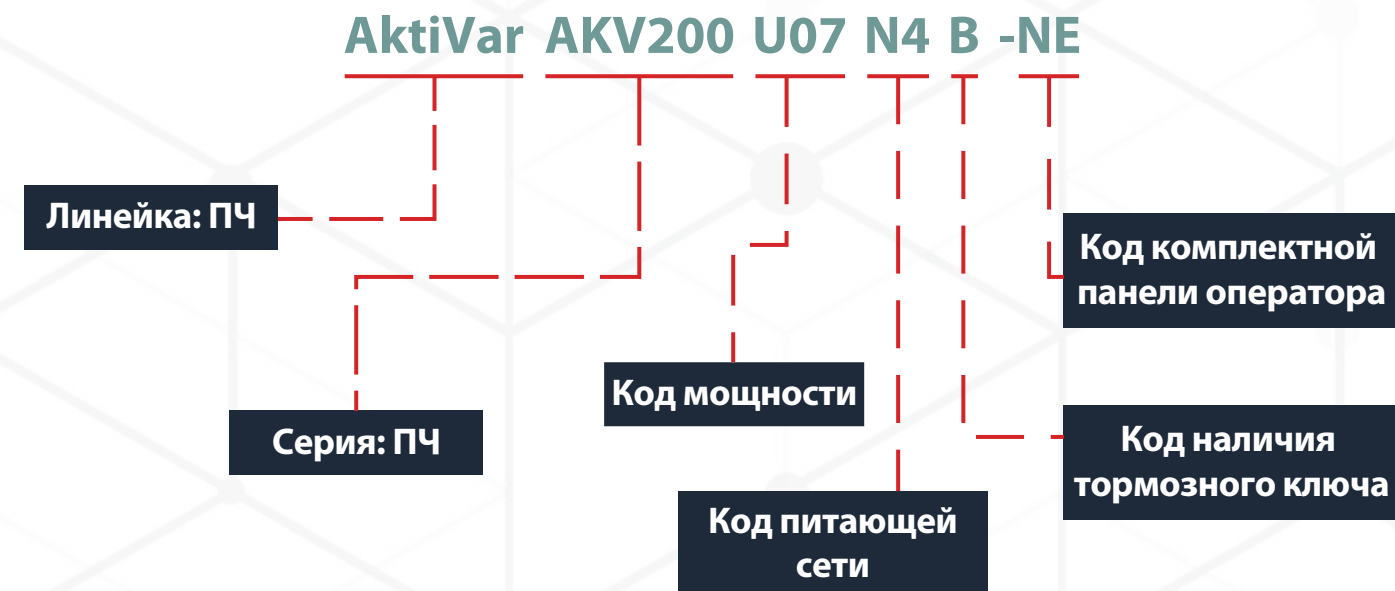 AktiVar AKV200 U07 N4 B -NE
Линейка: ПЧ
Код комплектной
панели оператора
Код мощности
Серия: ПЧ
Код наличия
тормозного ключа
Код питающей
сети